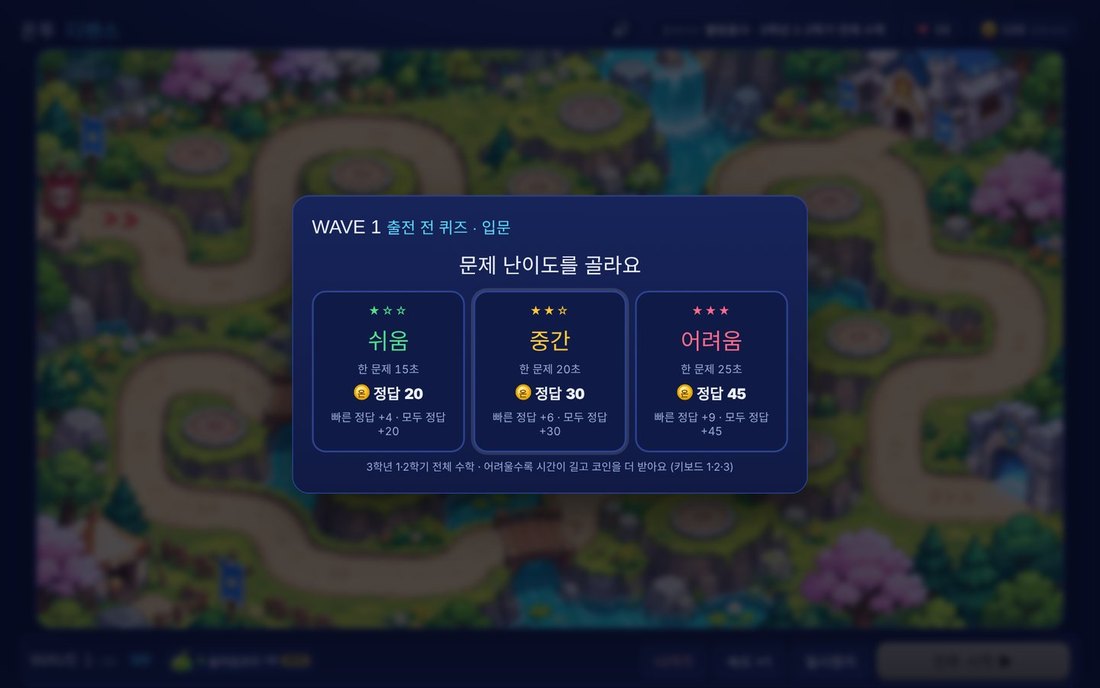 WAVE 1 출전 전 퀴즈 · 입문
문제 난이도를 골라요
★☆☆
쉬움
한 문제 15초
온 정답 20
빠른 정답 +4 · 모두 정답
+20
★★☆
중간
한 문제 20초
온 정답 30
빠른 정답 +6 · 모두 정답
+30
★★★
어려움
한 문제 25초
온 정답 45
빠른 정답 +9 · 모두 정답
+45
3학년 1·2학기 전체 수학 · 어려울수록 시간이 길고 코인을 더 받아요 (키보드 1·2·3)